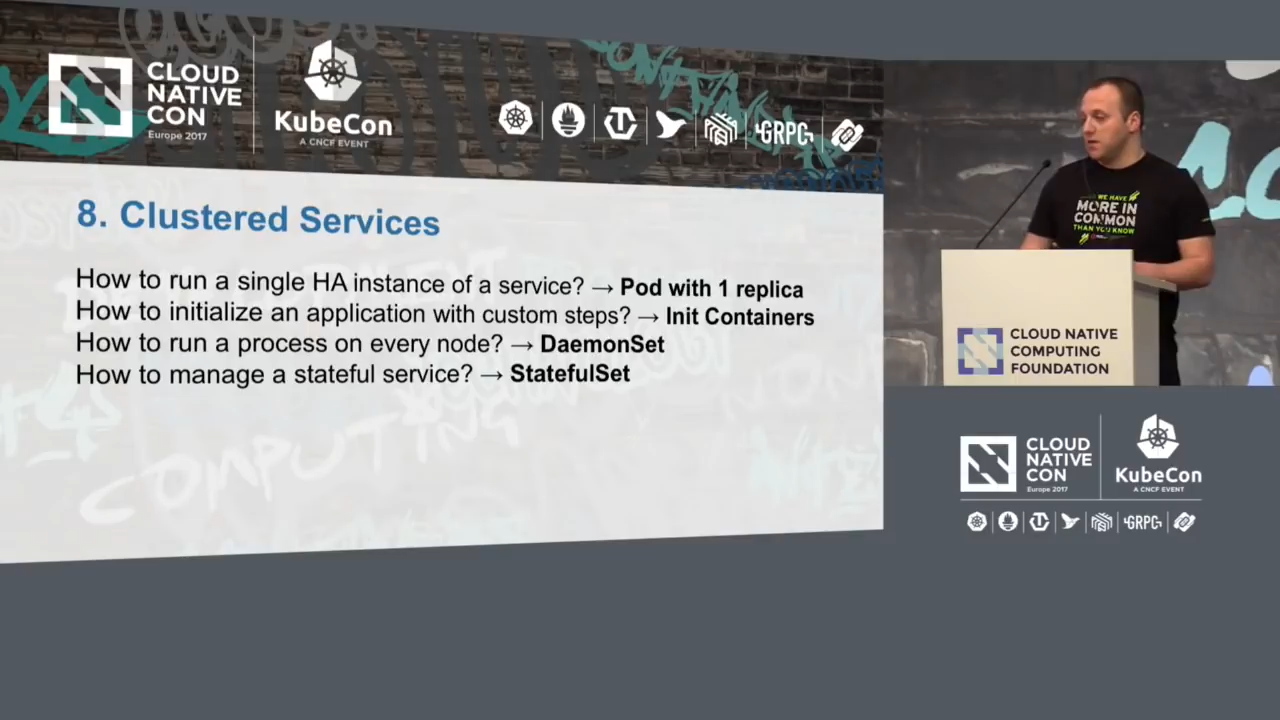 CLOUD
NATIVE
CON
Europe 2017
KubeCon
A CNCF EVENT
GRPC
8. Clustered Services
How to run a single HA instance of a service? → Pod with 1 replica
How to initialize an application with custom steps? → Init Containers
How to run a process on every node? → DaemonSet
How to manage a stateful service? → StatefulSet
COMPUTING
WE HAVE
MORE IN
COMMON
THAN YOU KNOW
CLOUD NATIVE
COMPUTING
FOUNDATION
CLOUD
NATIVE
CON
Europe 2017
KubeCon
A CNCF EVENT
GRPC